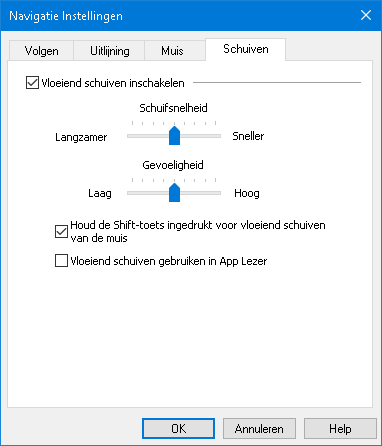 Navigatie Instellingen
Volgen
Uitlijning
Muis
Schuiven
Vloeiend schuiven inschakelen
Schuifsnelheid
Langzamer
Sneller
Gevoeligheid
Laag
Hoog
Houd de Shift-toets ingedrukt voor vloeiend schuiven
van de muis
Vloeiend schuiven gebruiken in App Lezer
OK
Annuleren
Help